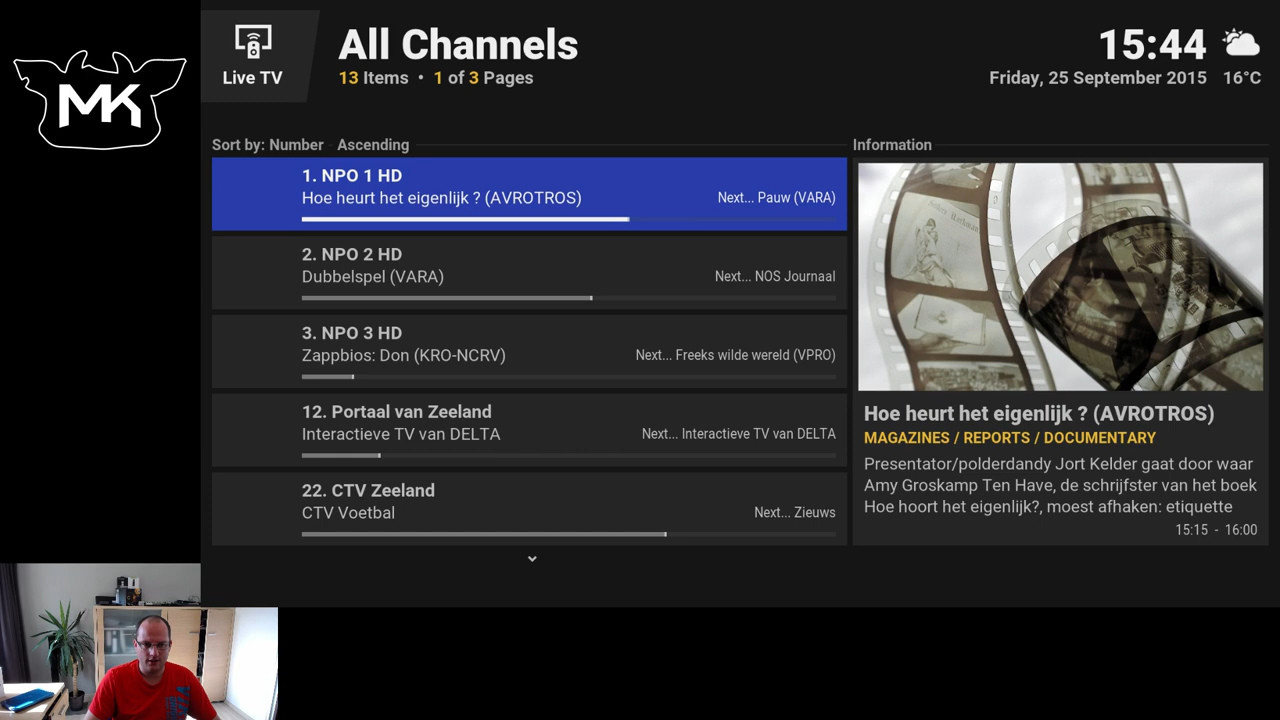 MK
Live TV
All Channels
13 Items • 1 of 3 Pages
15:44
Friday, 25 September 2015 16°C
Sort by: Number · Ascending
Information
1. NPO 1 HD
Hoe heurt het eigenlijk ? (AVROTROS) Next... Pauw (VARA)
2. NPO 2 HD
Dubbelspel (VARA) Next... NOS Journaal
3. NPO 3 HD
Zappbios: Don (KRO-NCRV) Next... Freeks wilde wereld (VPRO)
12. Portaal van Zeeland
Interactieve TV van DELTA Next... Interactieve TV van DELTA
22. CTV Zeeland
CTV Voetbal Next... Zieuws
Hoe heurt het eigenlijk ? (AVROTROS)
MAGAZINES / REPORTS / DOCUMENTARY
Presentator/polderdandy Jort Kelder gaat door waar
Amy Groskamp Ten Have, de schrijfster van het boek
Hoe hoort het eigenlijk?, moest afhaken: etiquette
15:15 - 16:00